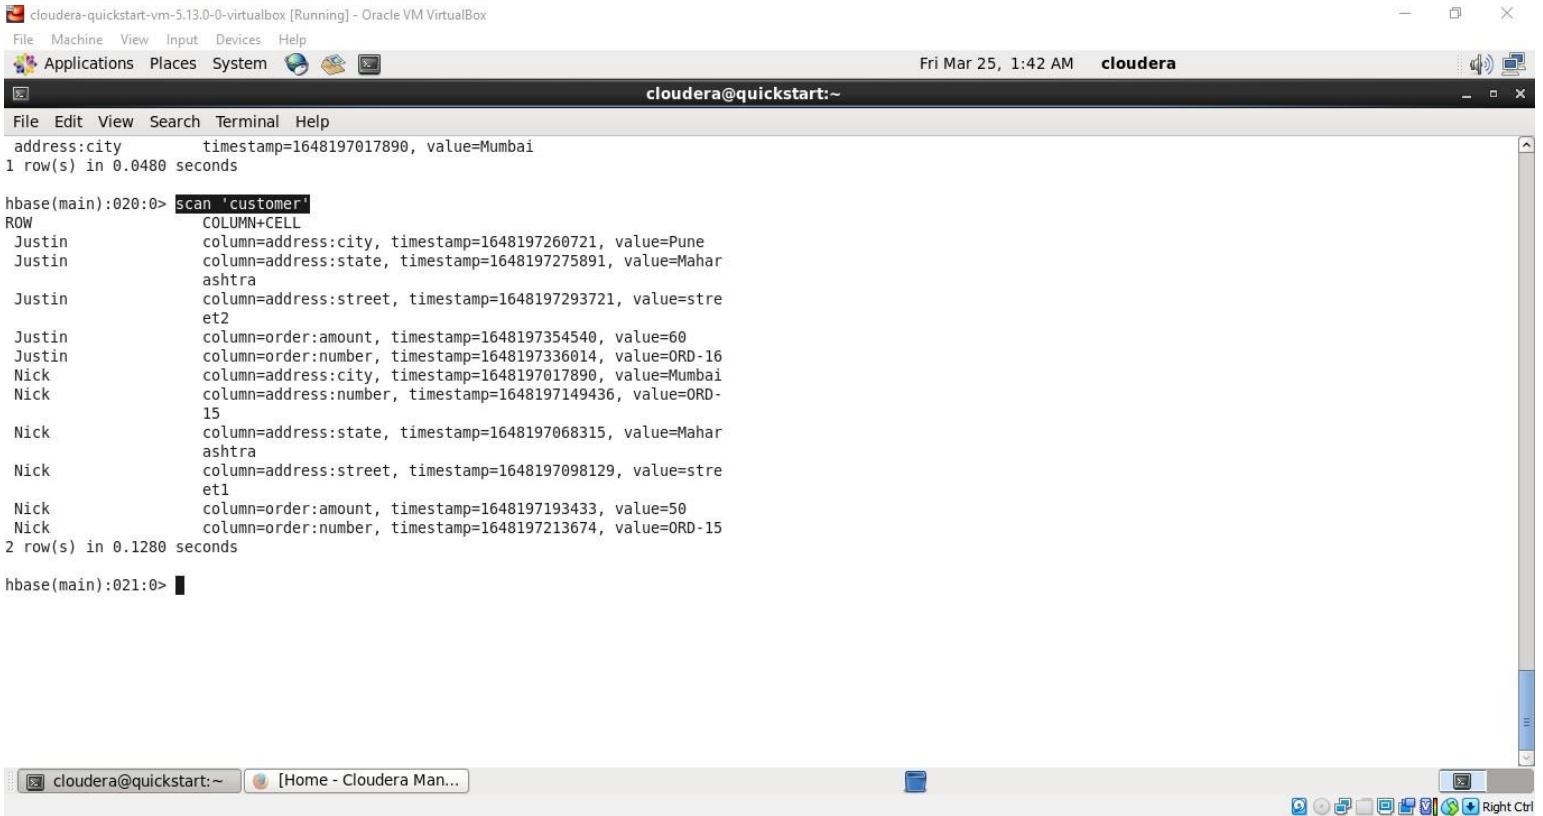 cloudera-quickstart-vm-5.13.0-0-virtualbox [Running] - Oracle VM VirtualBox
File Machine View Input Devices Help
Applications Places System Fri Mar 25, 1:42 AM cloudera
cloudera@quickstart:~
File Edit View Search Terminal Help
address:city timestamp=1648197017890, value=Mumbai
1 row(s) in 0.0480 seconds
hbase(main):020:0> scan 'customer'
ROW COLUMN+CELL
Justin column=address:city, timestamp=1648197260721, value=Pune
Justin column=address:state, timestamp=1648197275891, value=Mahar
ashtra
Justin column=address:street, timestamp=1648197293721, value=stre
et2
Justin column=order:amount, timestamp=1648197354540, value=60
Justin column=order:number, timestamp=1648197336014, value=ORD-16
Nick column=address:city, timestamp=1648197017890, value=Mumbai
Nick column=address:number, timestamp=1648197149436, value=ORD-
15
Nick column=address:state, timestamp=1648197068315, value=Mahar
ashtra
Nick column=address:street, timestamp=1648197098129, value=stre
et1
Nick column=order:amount, timestamp=1648197193433, value=50
Nick column=order:number, timestamp=1648197213674, value=ORD-15
2 row(s) in 0.1280 seconds
hbase(main):021:0>
cloudera@quickstart:~ [Home - Cloudera Man...
Right Ctrl